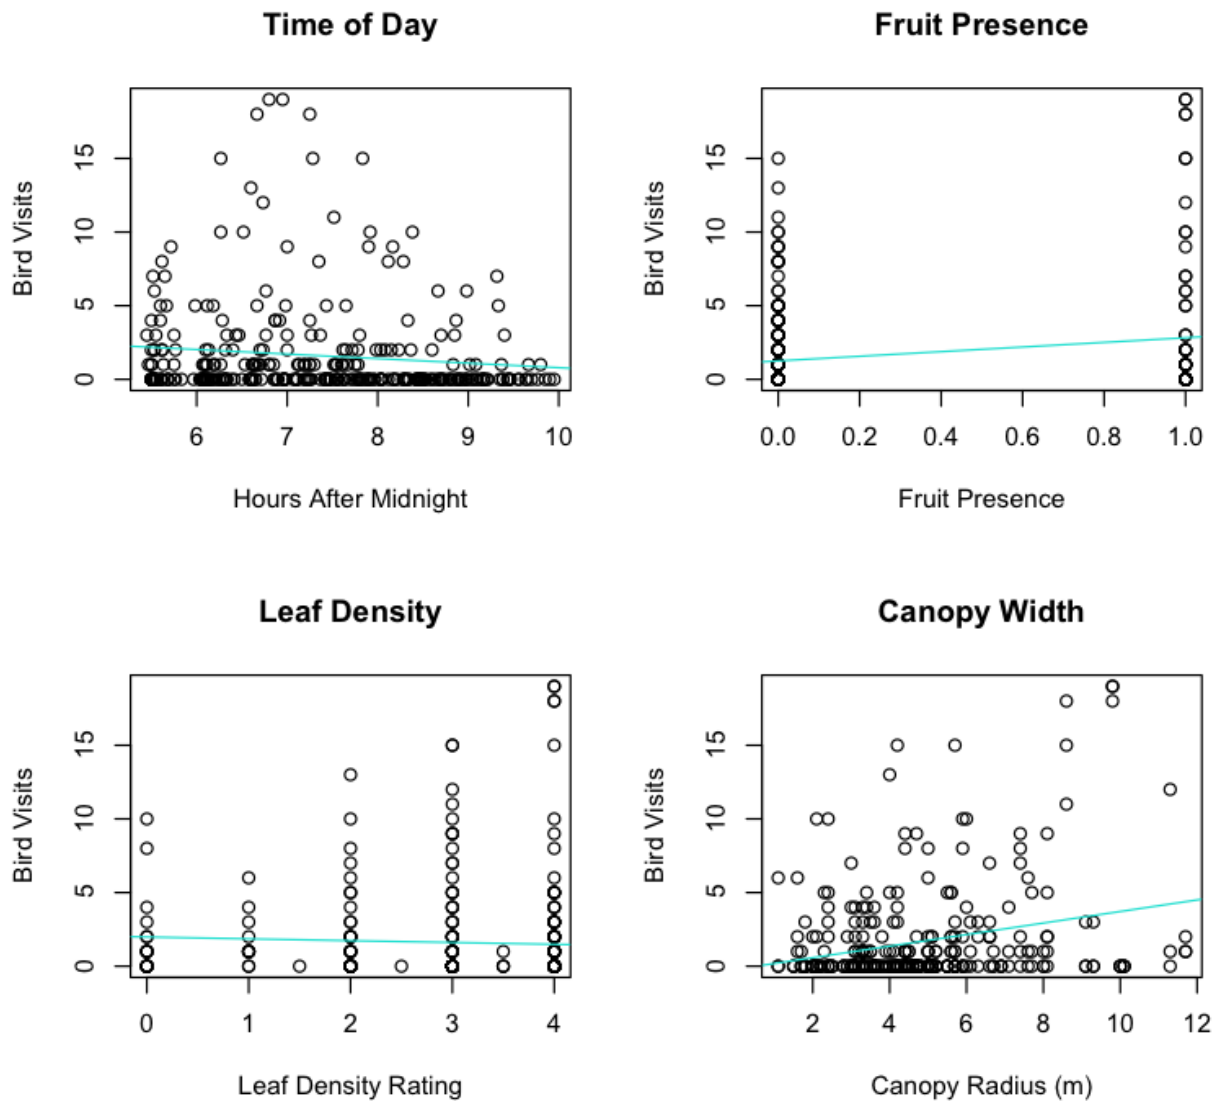 Time of Day
Bird Visits
15
10
5
0
6 7 8 9 10
Hours After Midnight
Fruit Presence
Bird Visits
15
10
5
0
0.0 0.2 0.4 0.6 0.8 1.0
Fruit Presence
Leaf Density
Bird Visits
15
10
5
0
0 1 2 3 4
Leaf Density Rating
Canopy Width
Bird Visits
15
10
5
0
2 4 6 8 10 12
Canopy Radius (m)